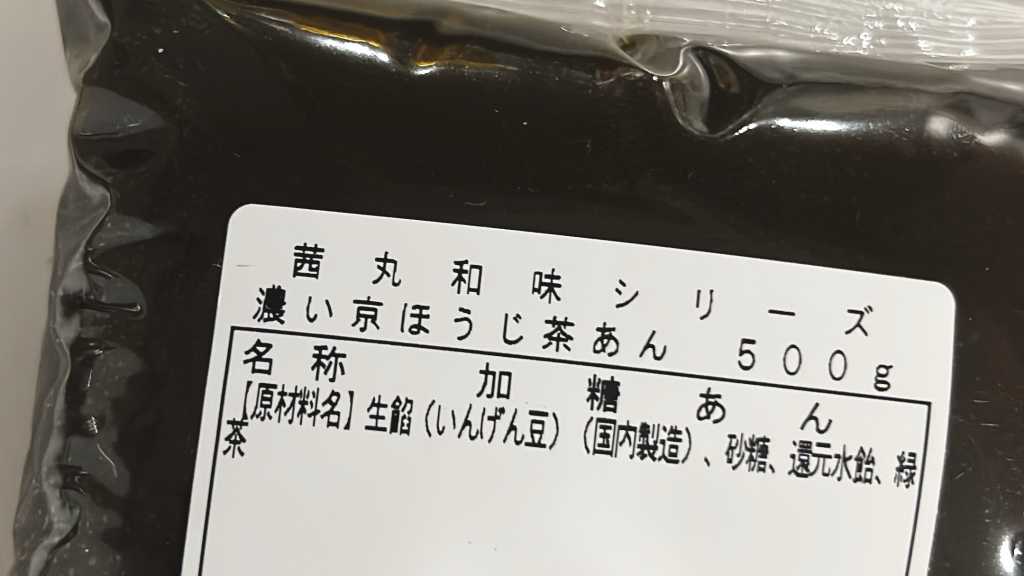 茜丸和味シリーズ
濃い京ほうじ茶あん 500g
名称 加糖あん
【原材料名】生餡（いんげん豆）（国内製造）、砂糖、還元水飴、緑
茶